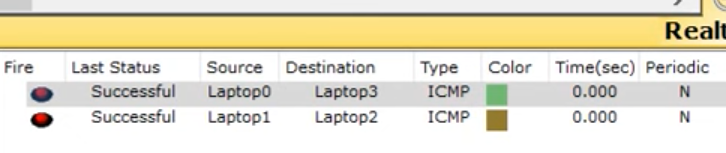 Realt
Fire Last Status Source Destination Type Color Time(sec) Periodic
Successful Laptop0 Laptop3 ICMP 0.000 N
Successful Laptop1 Laptop2 ICMP 0.000 N